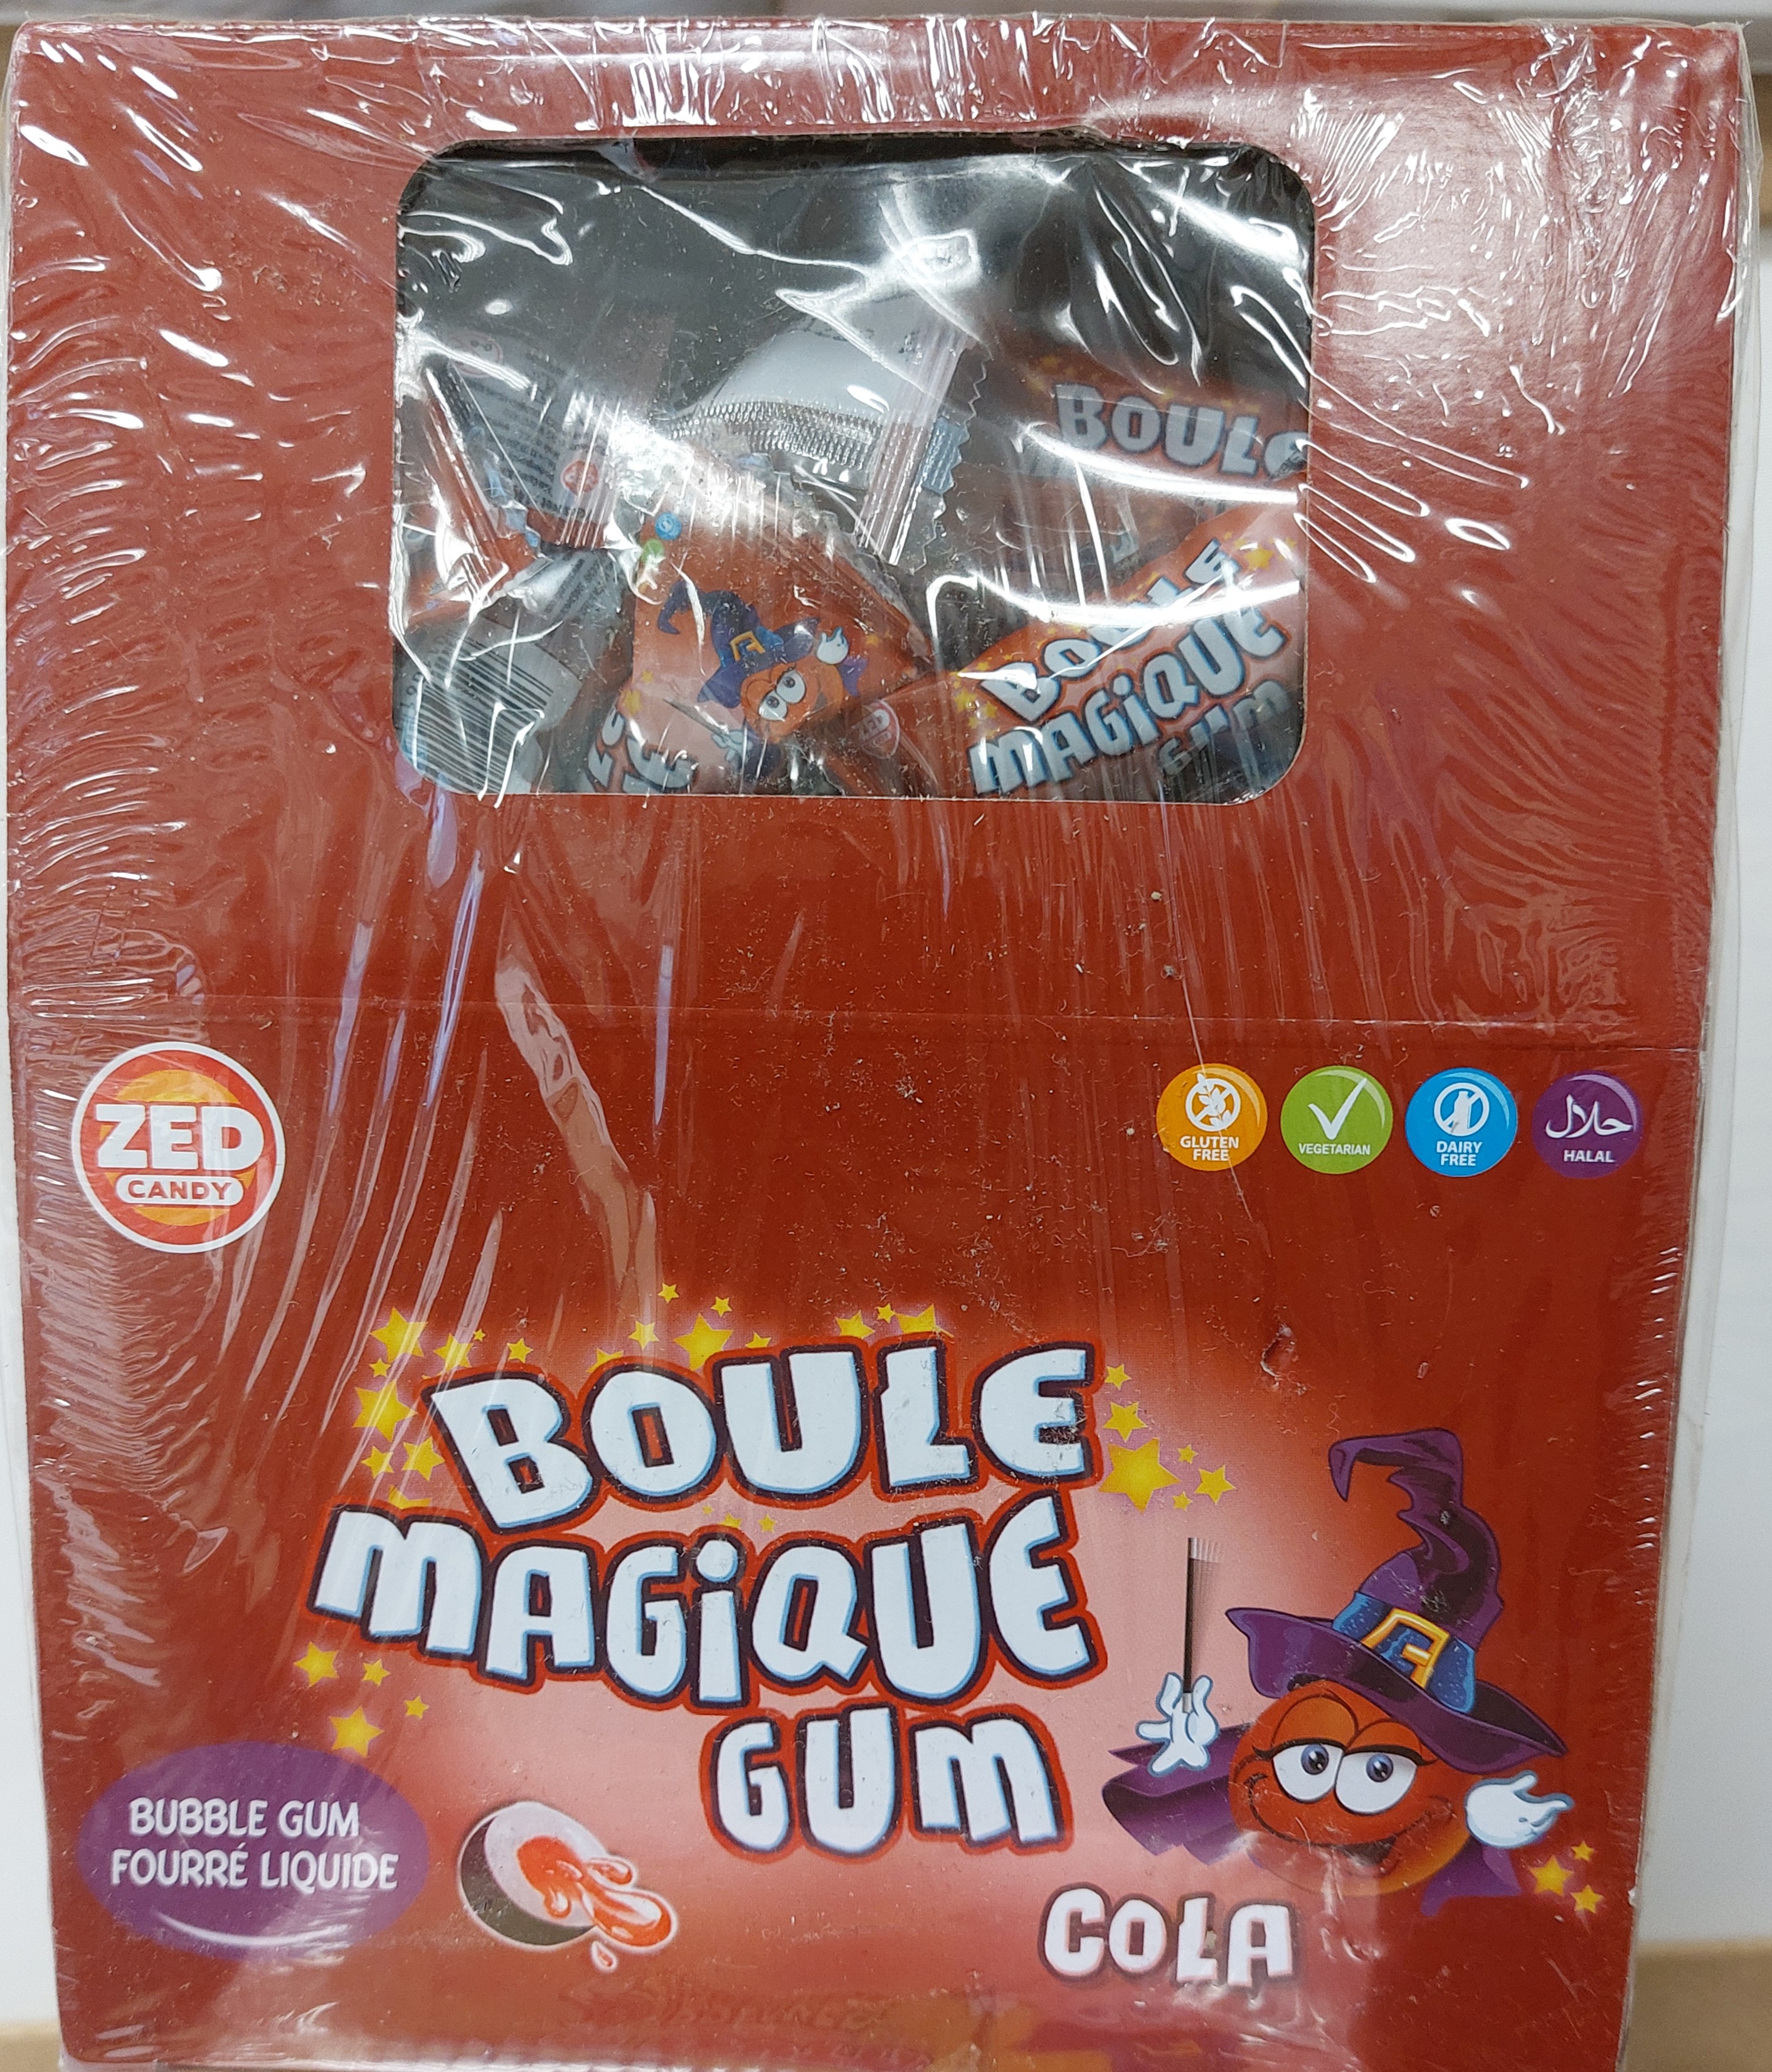 BOULE
BOULE
MAGiQUE
GUM
ZED
CANDY
GLUTEN
FREE
VEGETARIAN
DAIRY
FREE
حلال
HALAL
BOULE
MAGiQUE
GUM
BUBBLE GUM
FOURRÉ LIQUIDE
COLA